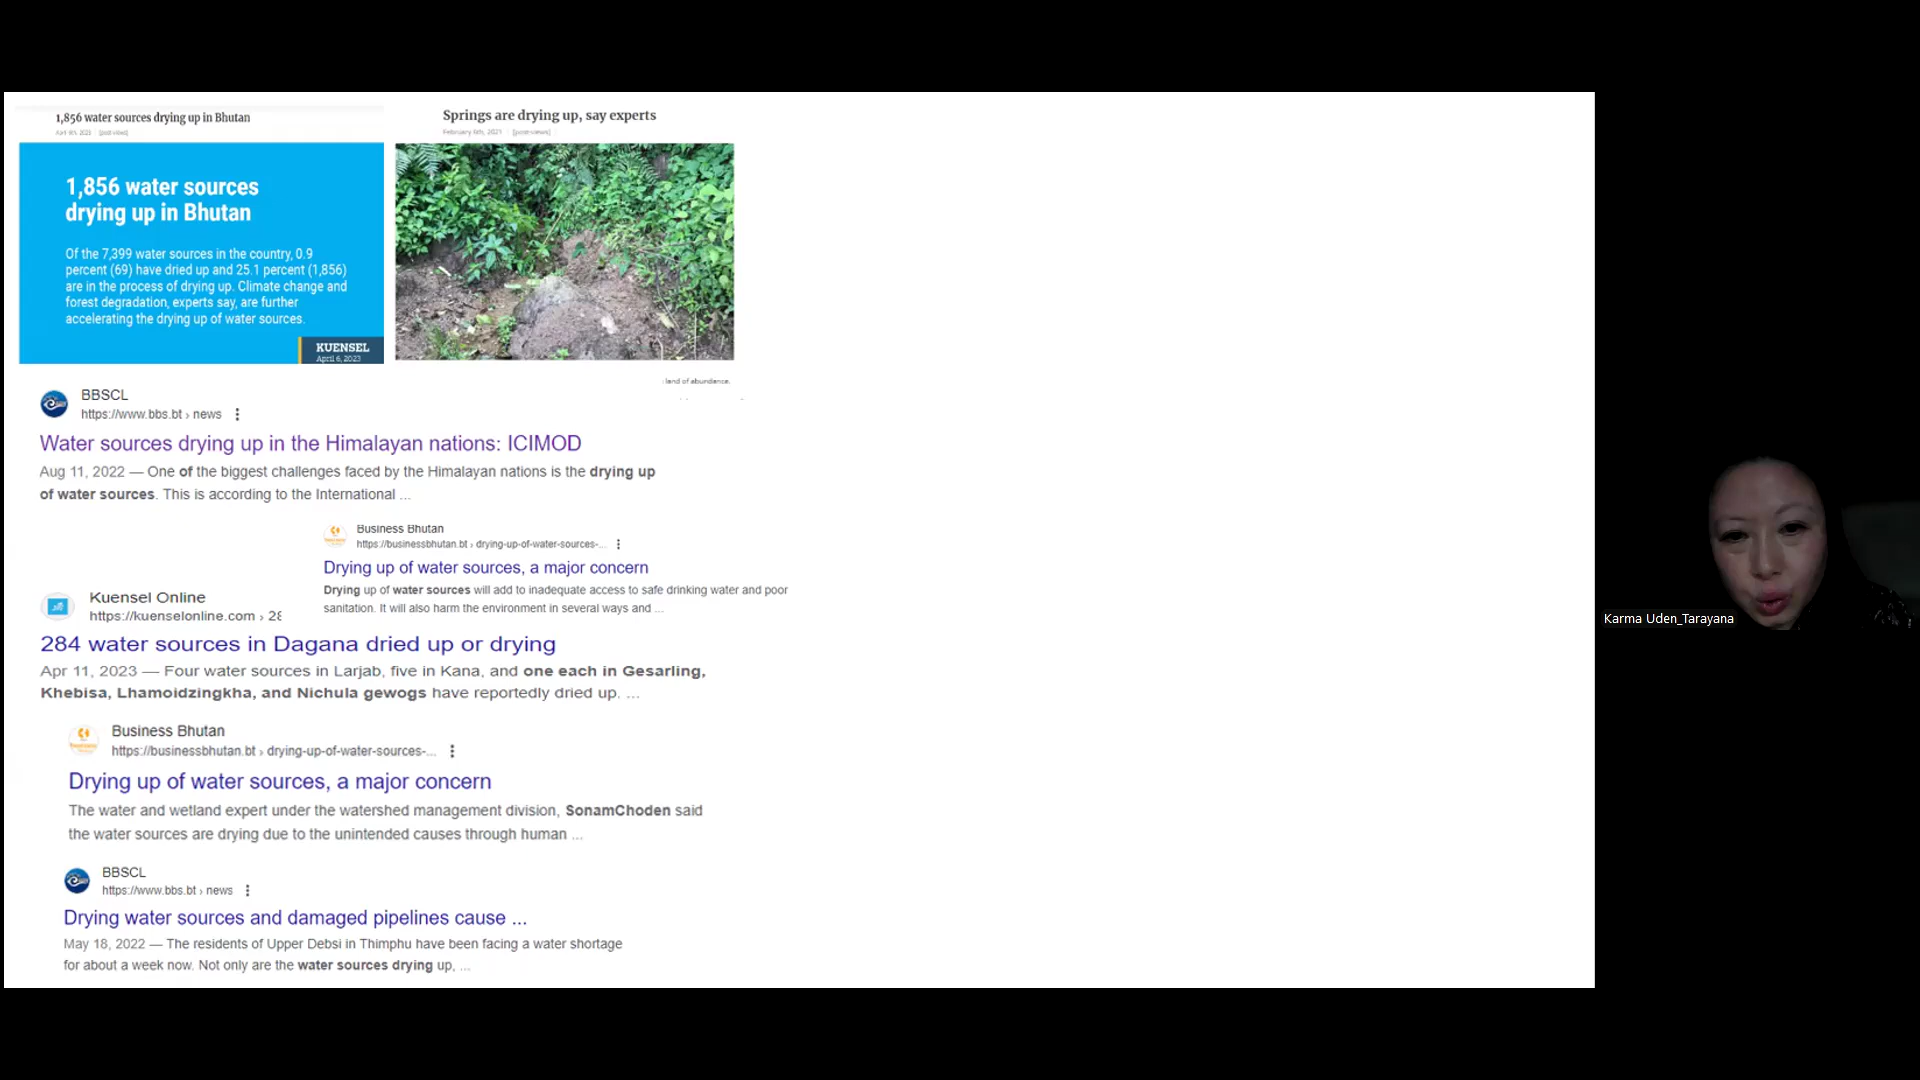 1,856 water sources drying up in Bhutan
April 6th, 2023 | [post-views]
1,856 water sources
drying up in Bhutan
Of the 7,399 water sources in the country, 0.9
percent (69) have dried up and 25.1 percent (1,856)
are in the process of drying up. Climate change and
forest degradation, experts say, are further
accelerating the drying up of water sources.
KUENSEL
April 6, 2023
Springs are drying up, say experts
February 6th, 2021 | [post-views]
land of abundance.
BBSCL
https://www.bbs.bt › news
Water sources drying up in the Himalayan nations: ICIMOD
Aug 11, 2022 — One of the biggest challenges faced by the Himalayan nations is the drying up
of water sources. This is according to the International ...
Business Bhutan
https://businessbhutan.bt › drying-up-of-water-sources-...
Drying up of water sources, a major concern
Drying up of water sources will add to inadequate access to safe drinking water and poor
sanitation. It will also harm the environment in several ways and ...
Kuensel Online
https://kuenselonline.com › 28
284 water sources in Dagana dried up or drying
Apr 11, 2023 — Four water sources in Larjab, five in Kana, and one each in Gesarling,
Khebisa, Lhamoidzingkha, and Nichula gewogs have reportedly dried up. ...
Business Bhutan
https://businessbhutan.bt › drying-up-of-water-sources-...
Drying up of water sources, a major concern
The water and wetland expert under the watershed management division, SonamChoden said
the water sources are drying due to the unintended causes through human ...
BBSCL
https://www.bbs.bt › news
Drying water sources and damaged pipelines cause ...
May 18, 2022 — The residents of Upper Debsi in Thimphu have been facing a water shortage
for about a week now. Not only are the water sources drying up, ...
Karma Uden_Tarayana